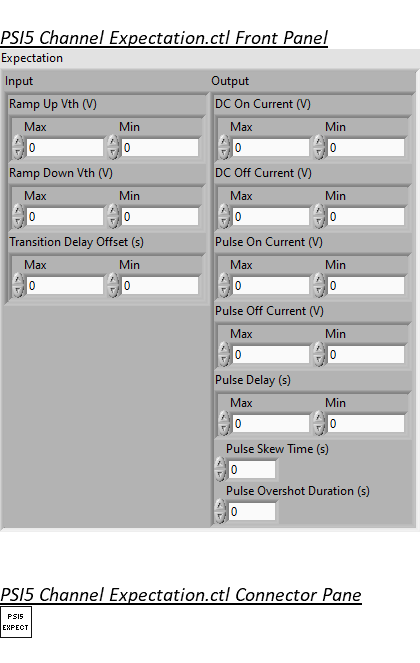 PSI5 Channel Expectation.ctl Front Panel
Expectation
Input
Ramp Up Vth (V)
Max Min
0 0
Ramp Down Vth (V)
Max Min
0 0
Transition Delay Offset (s)
Max Min
0 0
Output
DC On Current (V)
Max Min
0 0
DC Off Current (V)
Max Min
0 0
Pulse On Current (V)
Max Min
0 0
Pulse Off Current (V)
Max Min
0 0
Pulse Delay (s)
Max Min
0 0
Pulse Skew Time (s)
0
Pulse Overshot Duration (s)
0
PSI5 Channel Expectation.ctl Connector Pane
PSI5
EXPECT